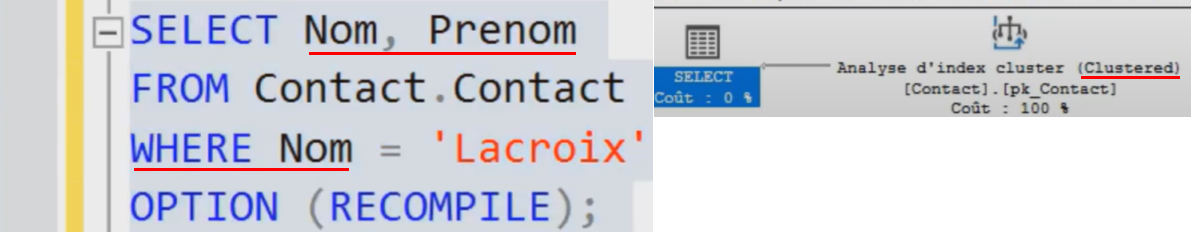 SELECT Nom, Prenom
FROM Contact.Contact
WHERE Nom = 'Lacroix'
OPTION (RECOMPILE);
SELECT
Coût : 0 %
Analyse d'index cluster (Clustered)
[Contact].[pk_Contact]
Coût : 100 %